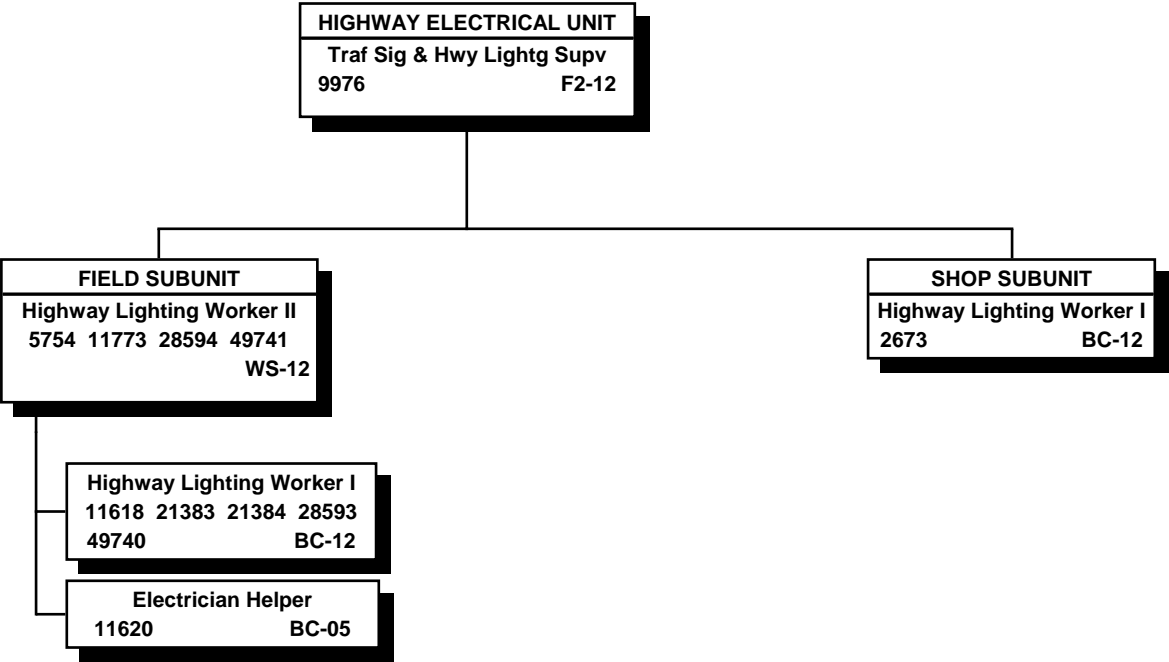 HIGHWAY ELECTRICAL UNIT
Traf Sig & Hwy Lightg Supv
9976 F2-12
FIELD SUBUNIT
Highway Lighting Worker II
5754 11773 28594 49741
WS-12
Highway Lighting Worker I
11618 21383 21384 28593
49740 BC-12
Electrician Helper
11620 BC-05
SHOP SUBUNIT
Highway Lighting Worker I
2673 BC-12